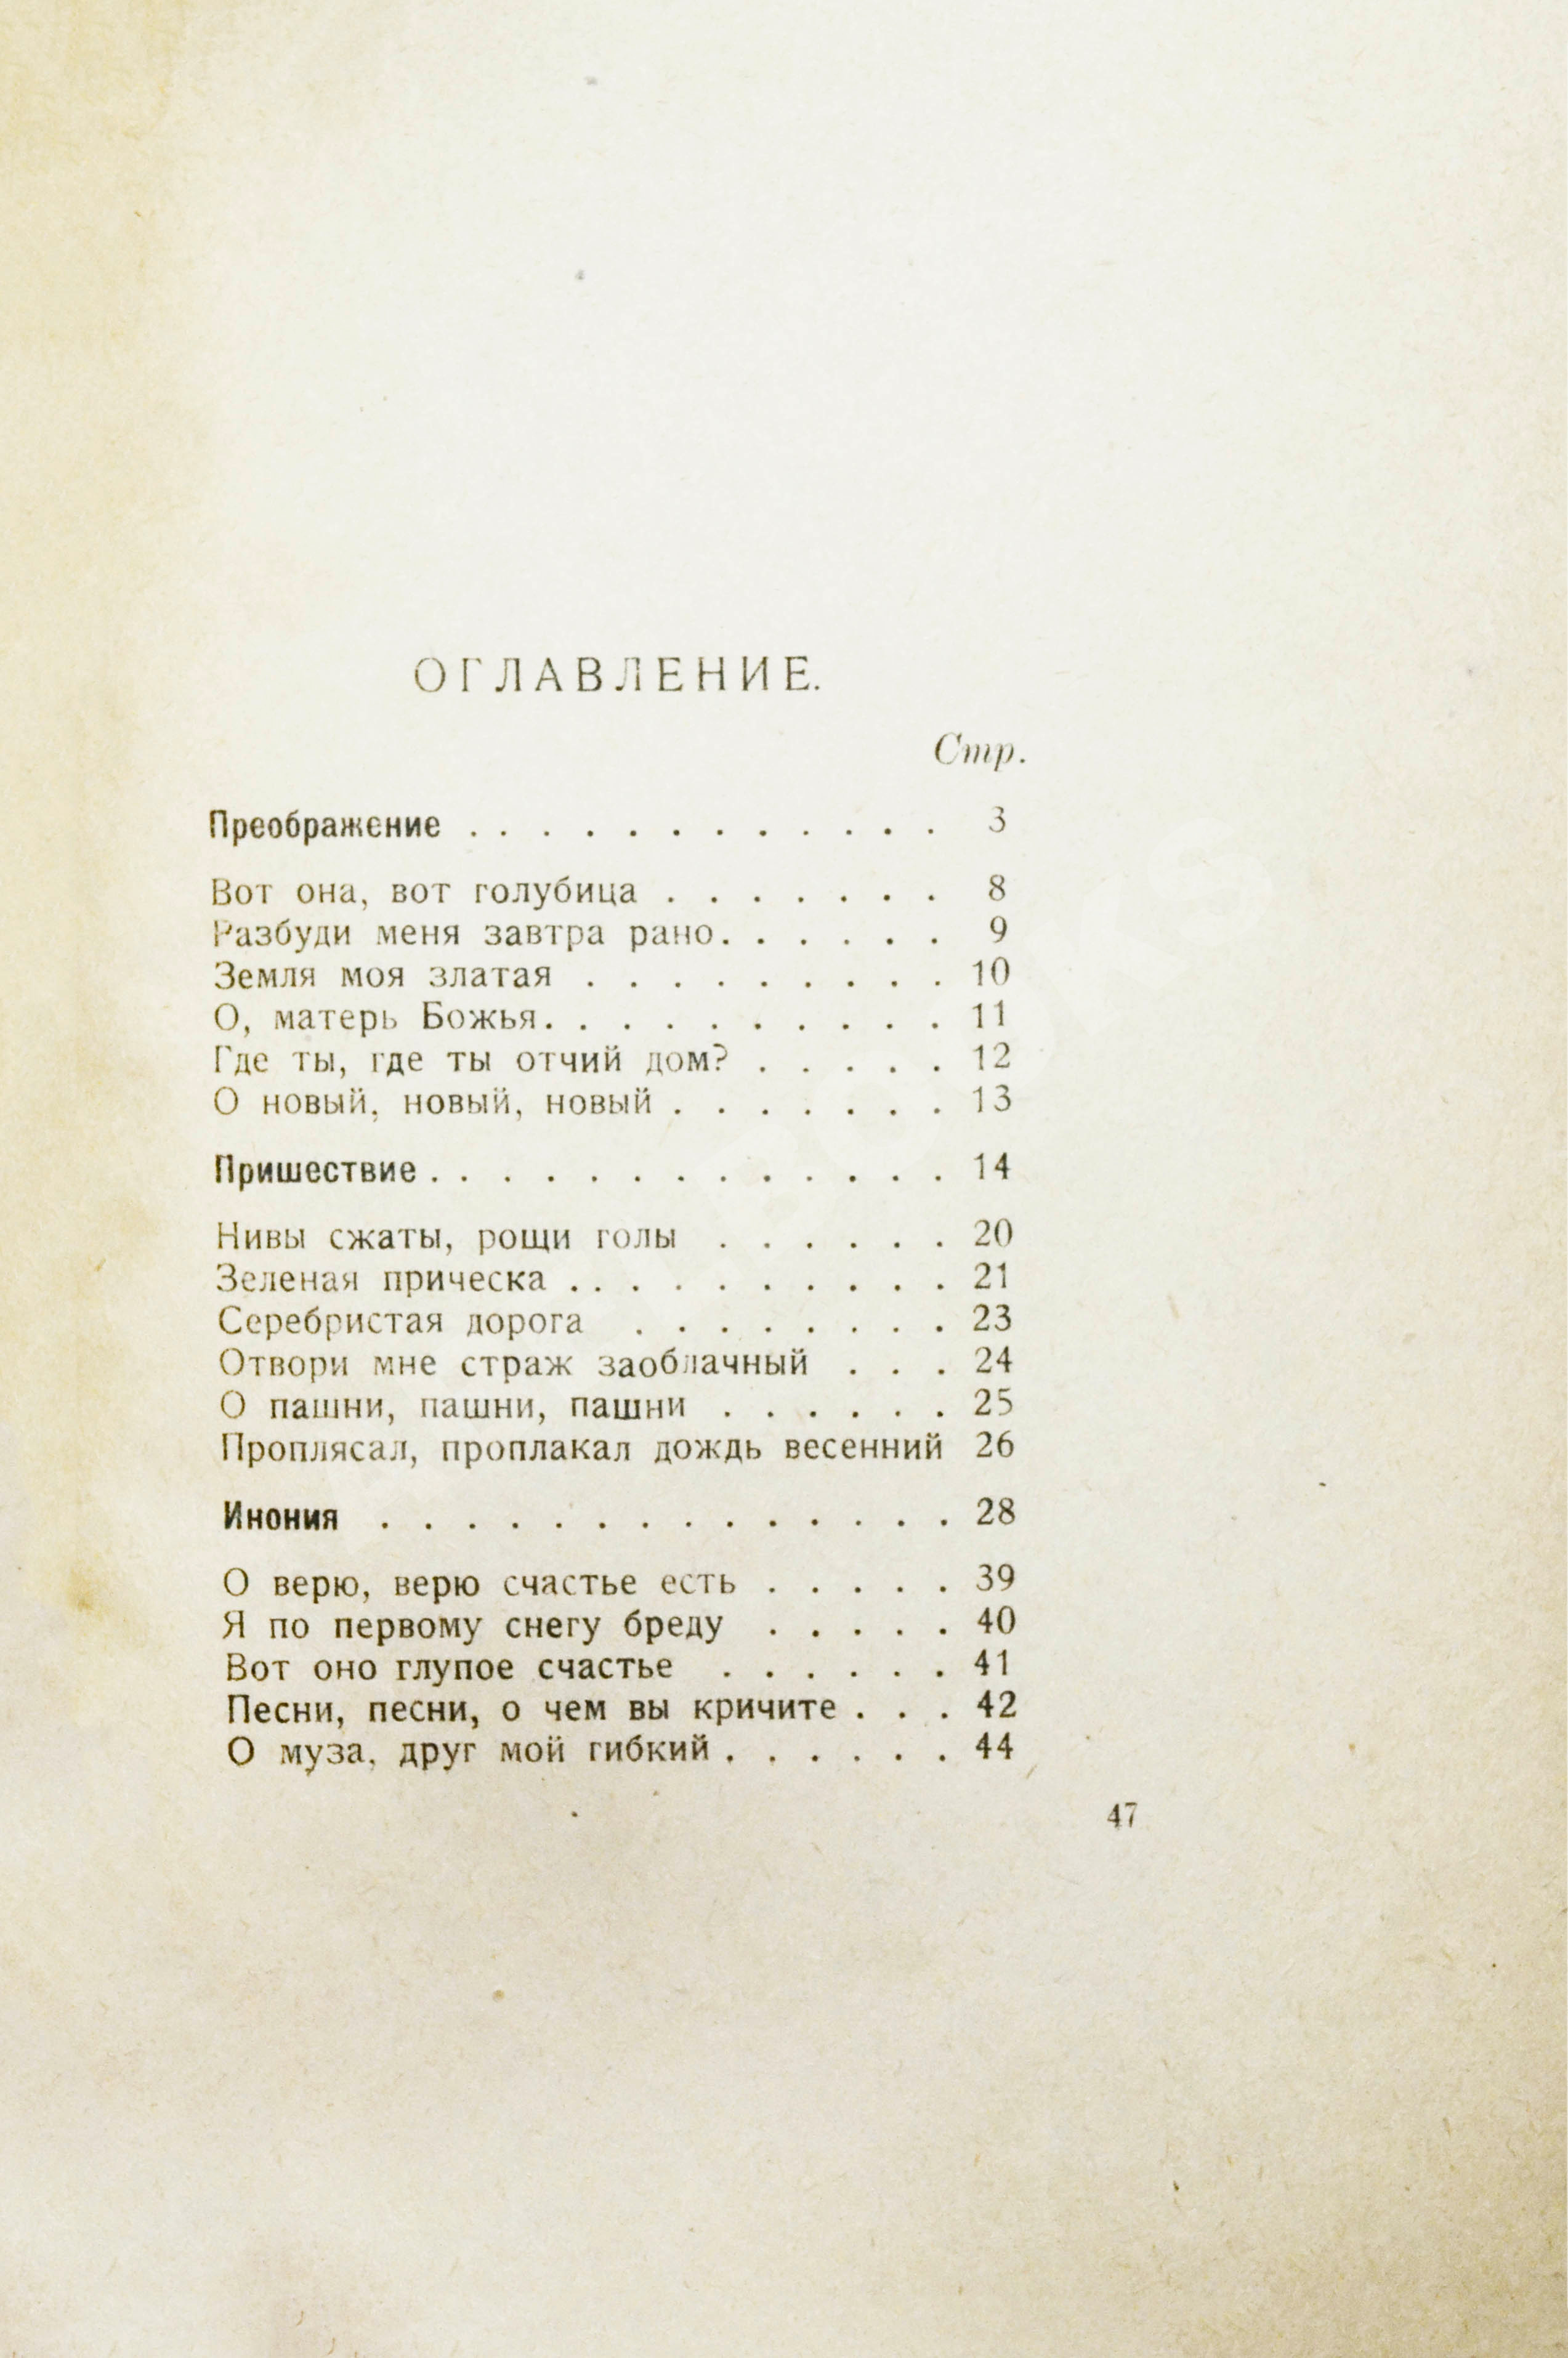 ОГЛАВЛЕНИЕ.
Стр.
Преображение . . . . . . . . . . . . 3
Вот она, вот голубица . . . . . . . 8
Разбуди меня завтра рано. . . . . . 9
Земля моя златая . . . . . . . . . 10
О, матерь Божья. . . . . . . . . . 11
Где ты, где ты отчий дом? . . . . . 12
О новый, новый, новый . . . . . . . 13
Пришествие . . . . . . . . . . . . . 14
Нивы сжаты, рощи голы . . . . . . 20
Зеленая прическа . . . . . . . . . . 21
Серебристая дорога . . . . . . . . 23
Отвори мне страж заоблачный . . . 24
О пашни, пашни, пашни . . . . . . 25
Проплясал, проплакал дождь весенний 26
Инония . . . . . . . . . . . . . . 28
О верю, верю счастье есть . . . . . 39
Я по первому снегу бреду . . . . . 40
Вот оно глупое счастье . . . . . . 41
Песни, песни, о чем вы кричите . . . 42
О муза, друг мой гибкий . . . . . . 44
47